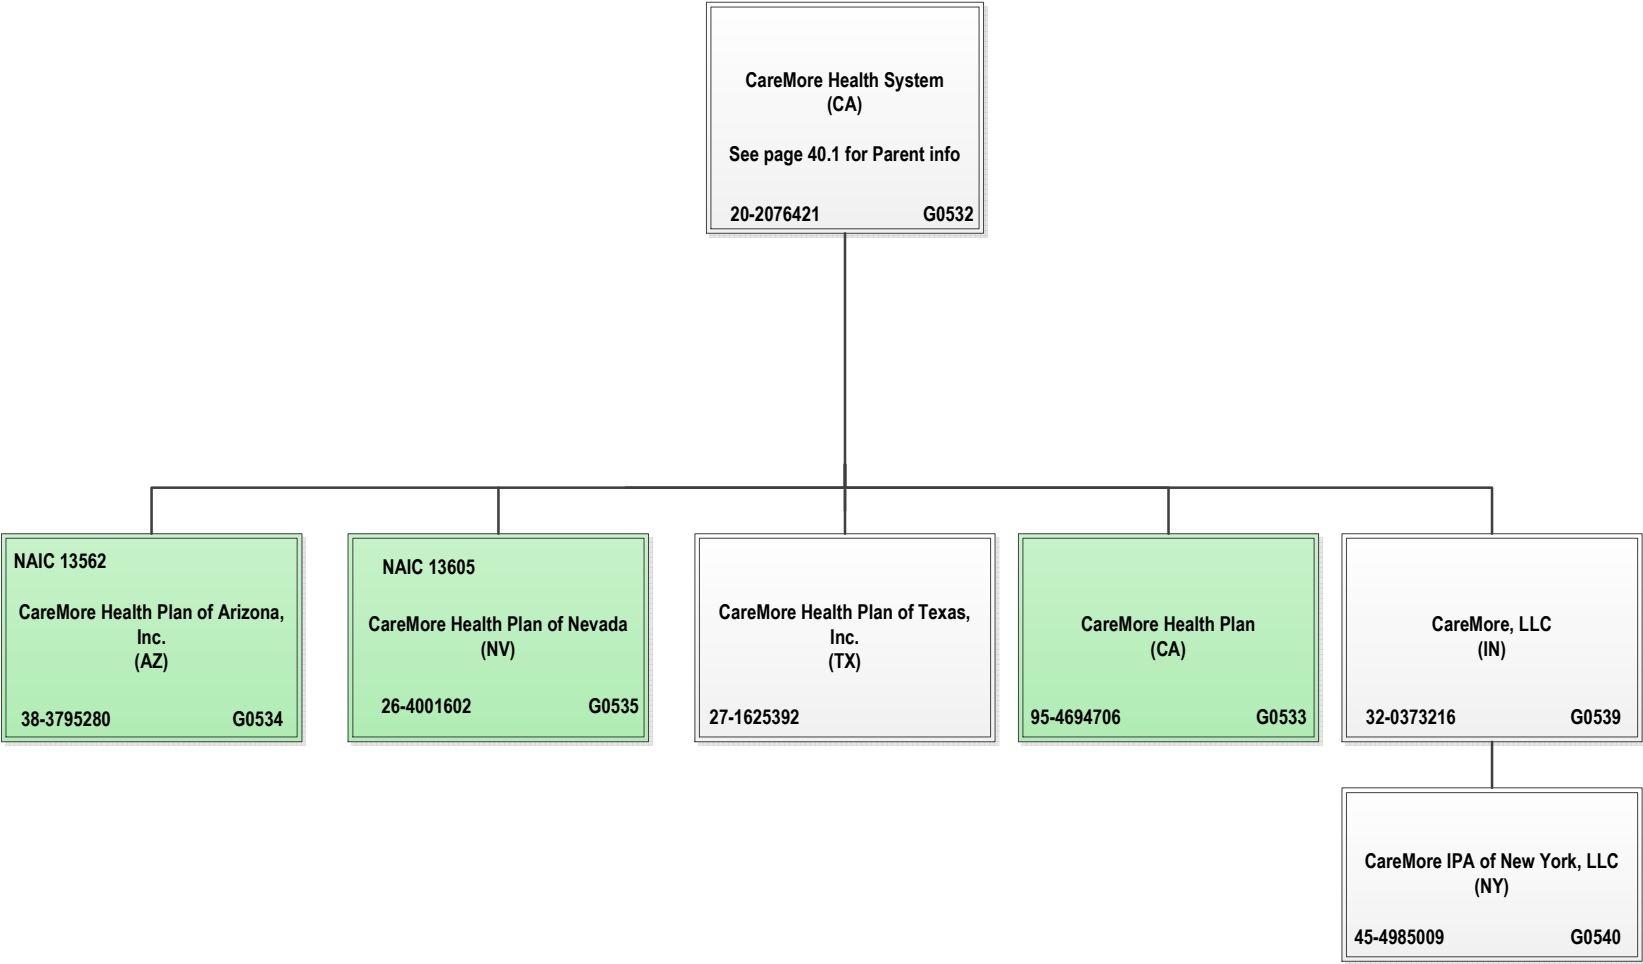 CareMore Health System
(CA)
See page 40.1 for Parent info
20-2076421 G0532
NAIC 13562
CareMore Health Plan of Arizona,
Inc.
(AZ)
38-3795280 G0534
NAIC 13605
CareMore Health Plan of Nevada
(NV)
26-4001602 G0535
CareMore Health Plan of Texas,
Inc.
(TX)
27-1625392
CareMore Health Plan
(CA)
95-4694706 G0533
CareMore, LLC
(IN)
32-0373216 G0539
CareMore IPA of New York, LLC
(NY)
45-4985009 G0540